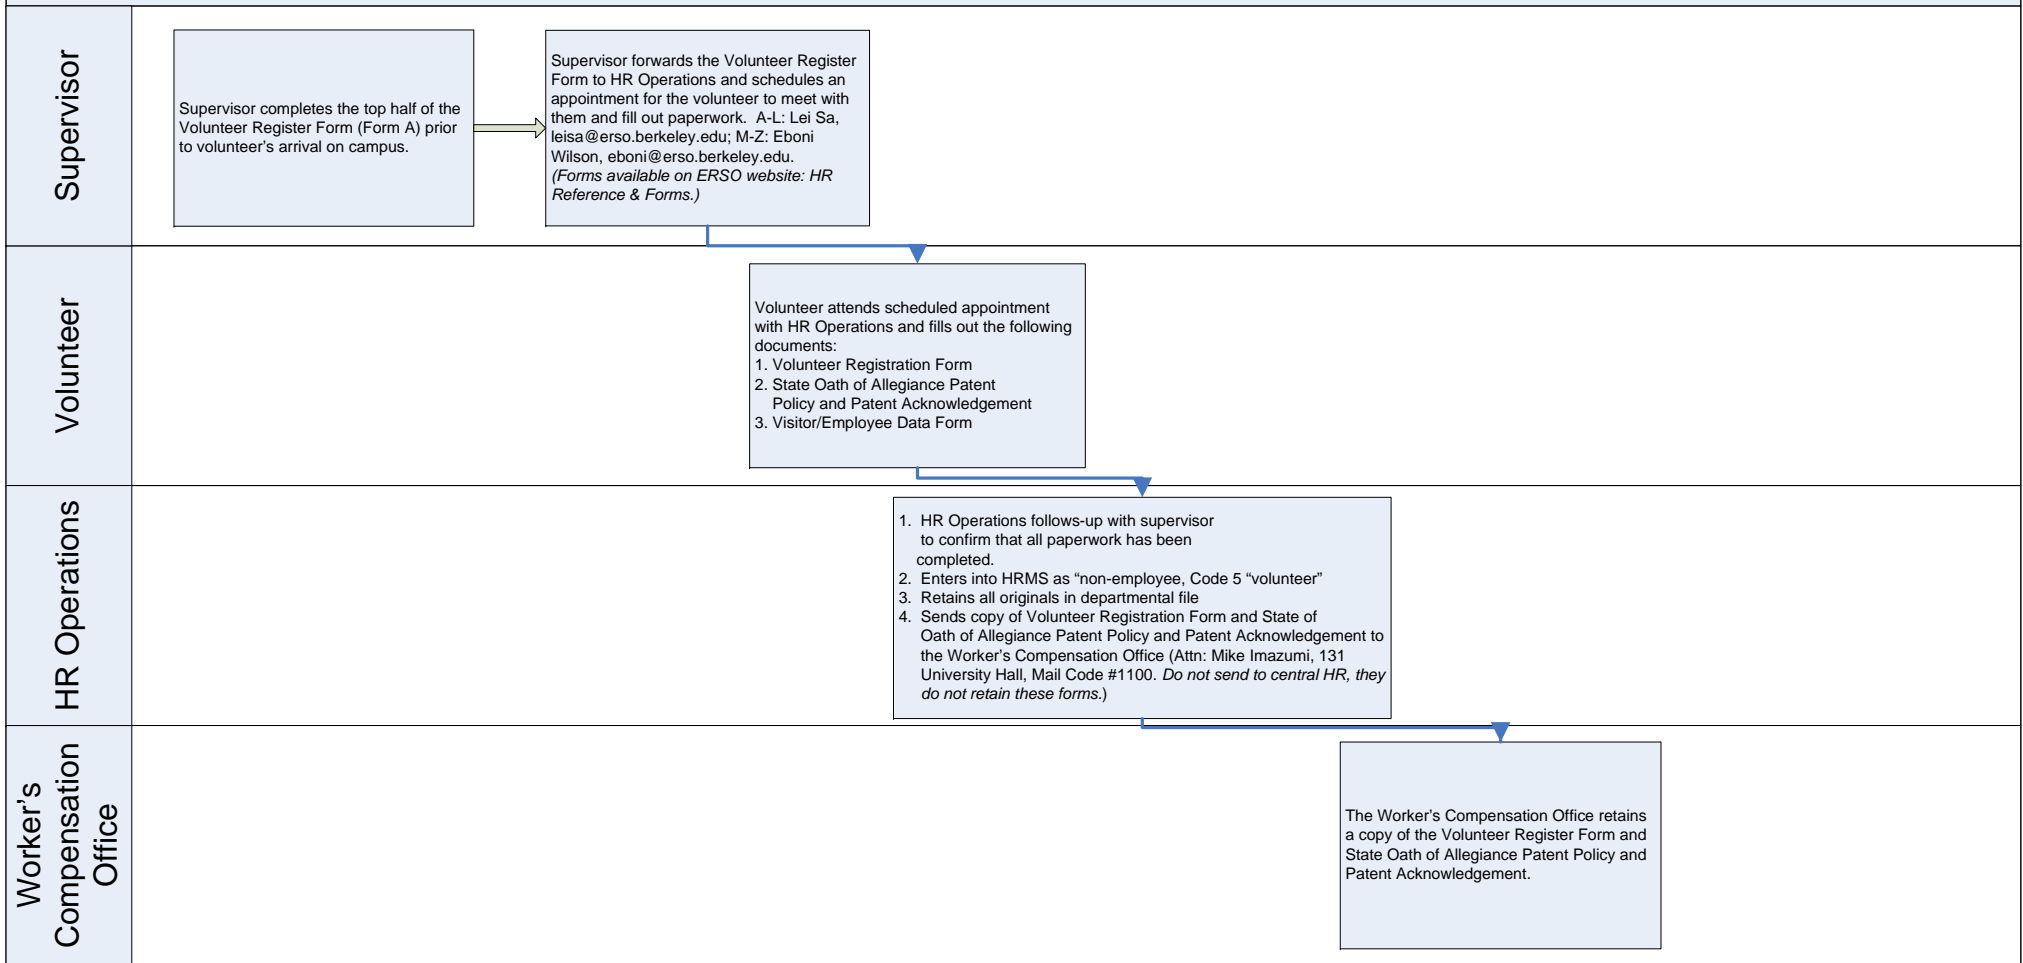 Supervisor
Supervisor completes the top half of the
Volunteer Register Form (Form A) prior
to volunteer’s arrival on campus.
Supervisor forwards the Volunteer Register
Form to HR Operations and schedules an
appointment for the volunteer to meet with
them and fill out paperwork.  A-L: Lei Sa,
leisa@erso.berkeley.edu; M-Z: Eboni
Wilson, eboni@erso.berkeley.edu.
(Forms available on ERSO website: HR
Reference & Forms.)
Volunteer
Volunteer attends scheduled appointment
with HR Operations and fills out the following
documents:
1. Volunteer Registration Form
2. State Oath of Allegiance Patent
Policy and Patent Acknowledgement
3. Visitor/Employee Data Form
HR Operations
1.  HR Operations follows-up with supervisor
to confirm that all paperwork has been
completed.
2.  Enters into HRMS as “non-employee, Code 5 “volunteer”
3.  Retains all originals in departmental file
4.  Sends copy of Volunteer Registration Form and State of
Oath of Allegiance Patent Policy and Patent Acknowledgement to
the Worker’s Compensation Office (Attn: Mike Imazumi, 131
University Hall, Mail Code #1100. Do not send to central HR, they
do not retain these forms.)
Worker’s
Compensation
Office
The Worker’s Compensation Office retains
a copy of the Volunteer Register Form and
State Oath of Allegiance Patent Policy and
Patent Acknowledgement.